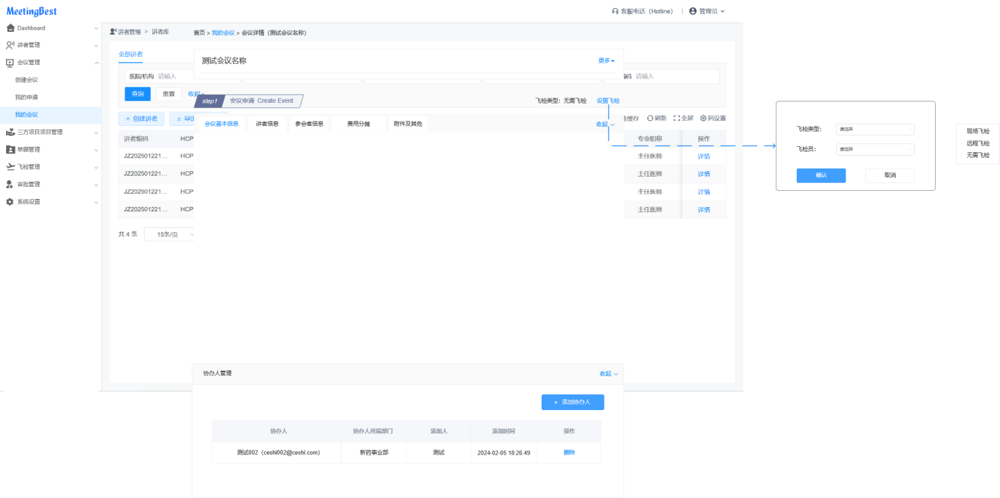 MeetingBest
客服电话（Hotline）
管理员
Dashboard
讲者管理
会议管理
创建会议
我的申请
我的会议
三方项目项目管理
单据管理
飞检管理
审批管理
系统设置
讲者管理 > 讲者库
首页 > 我的会议 > 会议详情（测试会议名称）
全部讲者
测试会议名称
更多
医院/机构 请输入
请输入
查询
重置
收起
step1 会议申请 Create Event
飞检类型：无需飞检 设置飞检
+ 创建讲者
缓存 刷新 全屏 列设置
会议基本信息 讲者信息 参会者信息 费用分摊 附件及其他
收起
讲者编码 HCP 专业职称 操作
JZ202501221... HCP 主任医师 详情
JZ202501221... HCP 主任医师 详情
JZ202501221... HCP 主任医师 详情
JZ202501221... HCP 主任医师 详情
共 4 条 15条/页
协办人管理
收起
+ 添加协办人
协办人 协办人所属部门 添加人 添加时间 操作
测试002（ceshi002@ceshi.com） 新药事业部 测试 2024-02-05 18:26:49 删除
飞检类型： 请选择
飞检员： 请选择
确认 取消
现场飞检
远程飞检
无需飞检